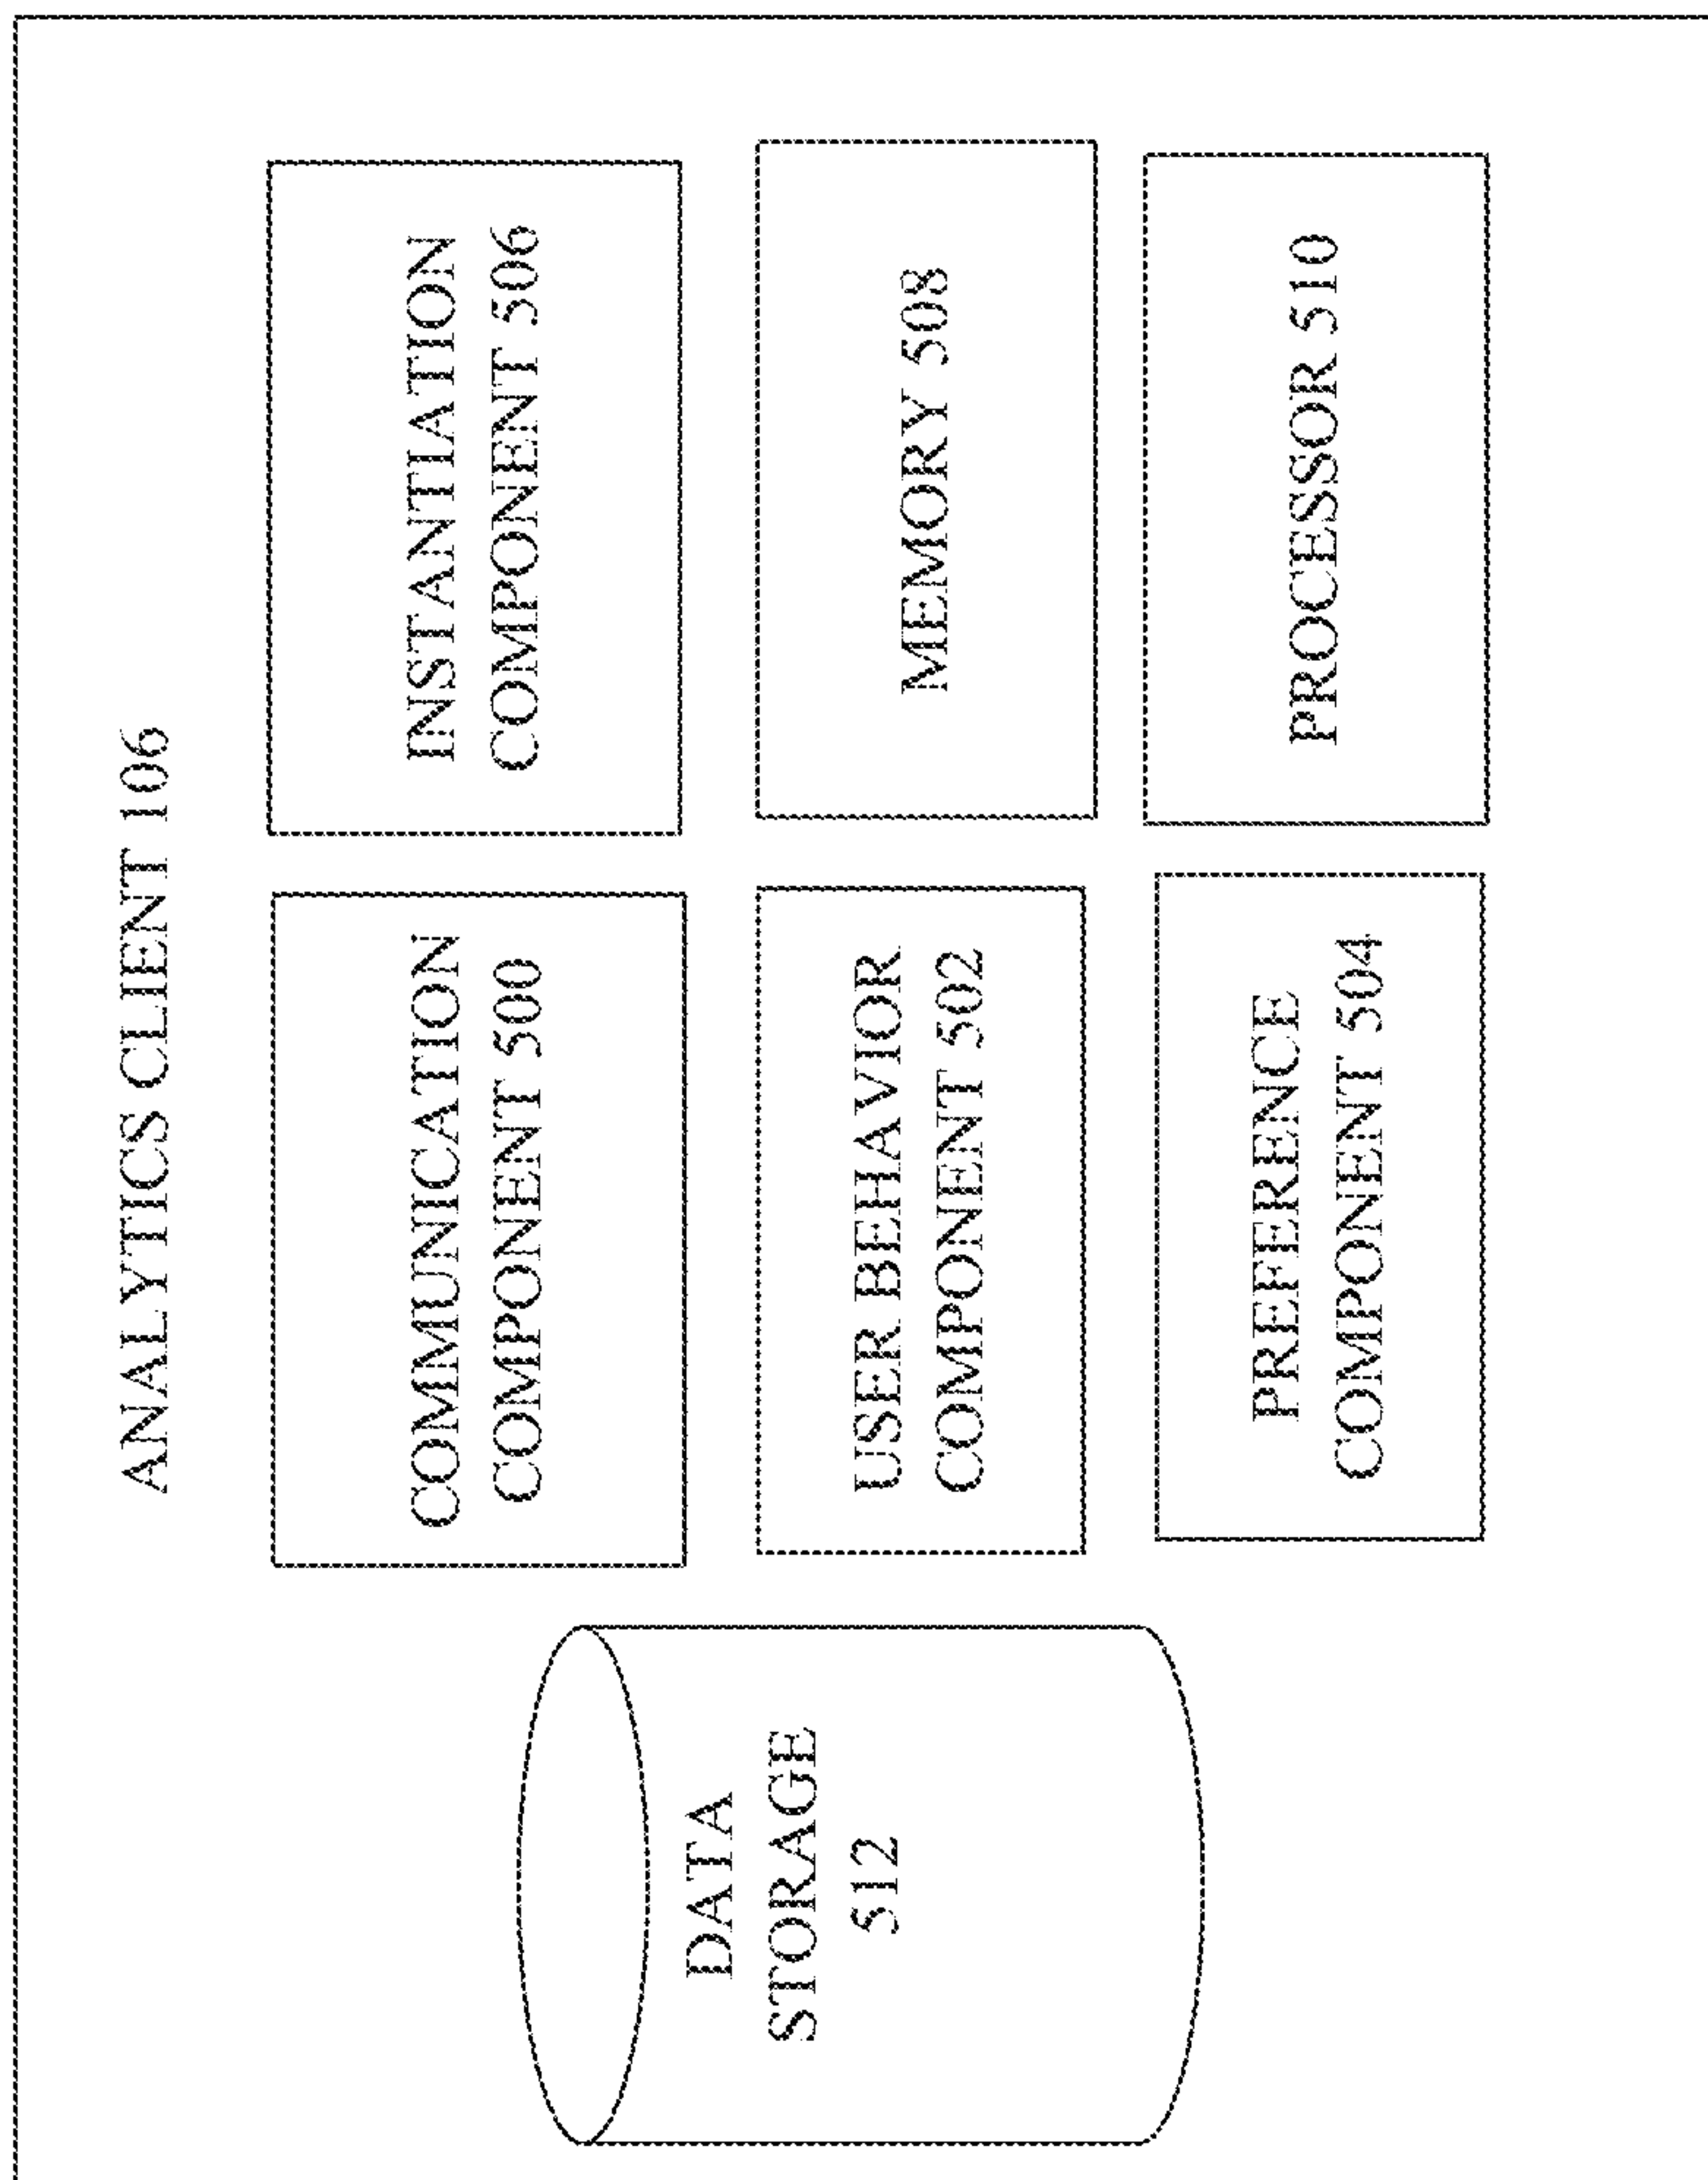 ANALYTICS CLIENT 106
DATA
STORAGE
512
COMMUNICATION
COMPONENT 500
USER BEHAVIOR
COMPONENT 502
PREFERENCE
COMPONENT 504
INSTANTIATION
COMPONENT 506
MEMORY 508
PROCESSOR 510